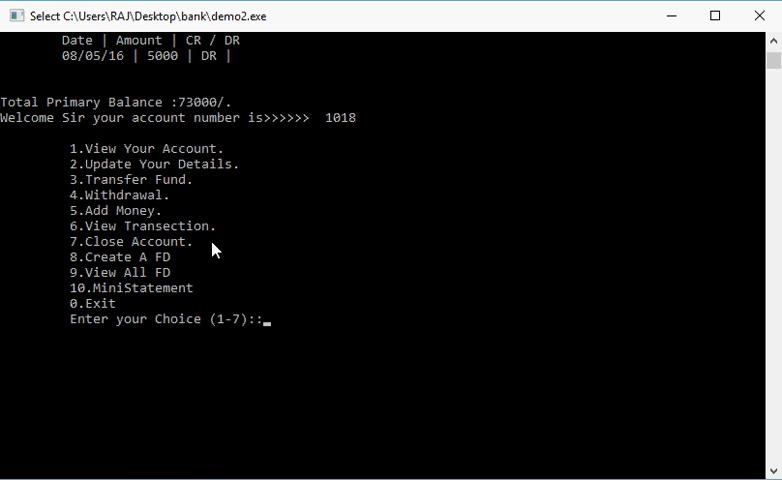 Select C:\Users\RAJ\Desktop\bank\demo2.exe
Date | Amount | CR / DR
08/05/16 | 5000 | DR |
Total Primary Balance :73000/.
Welcome Sir your account number is>>>>>>  1018
1.View Your Account.
2.Update Your Details.
3.Transfer Fund.
4.Withdrawal.
5.Add Money.
6.View Transection.
7.Close Account.
8.Create A FD
9.View All FD
10.MiniStatement
0.Exit
Enter your Choice (1-7)::